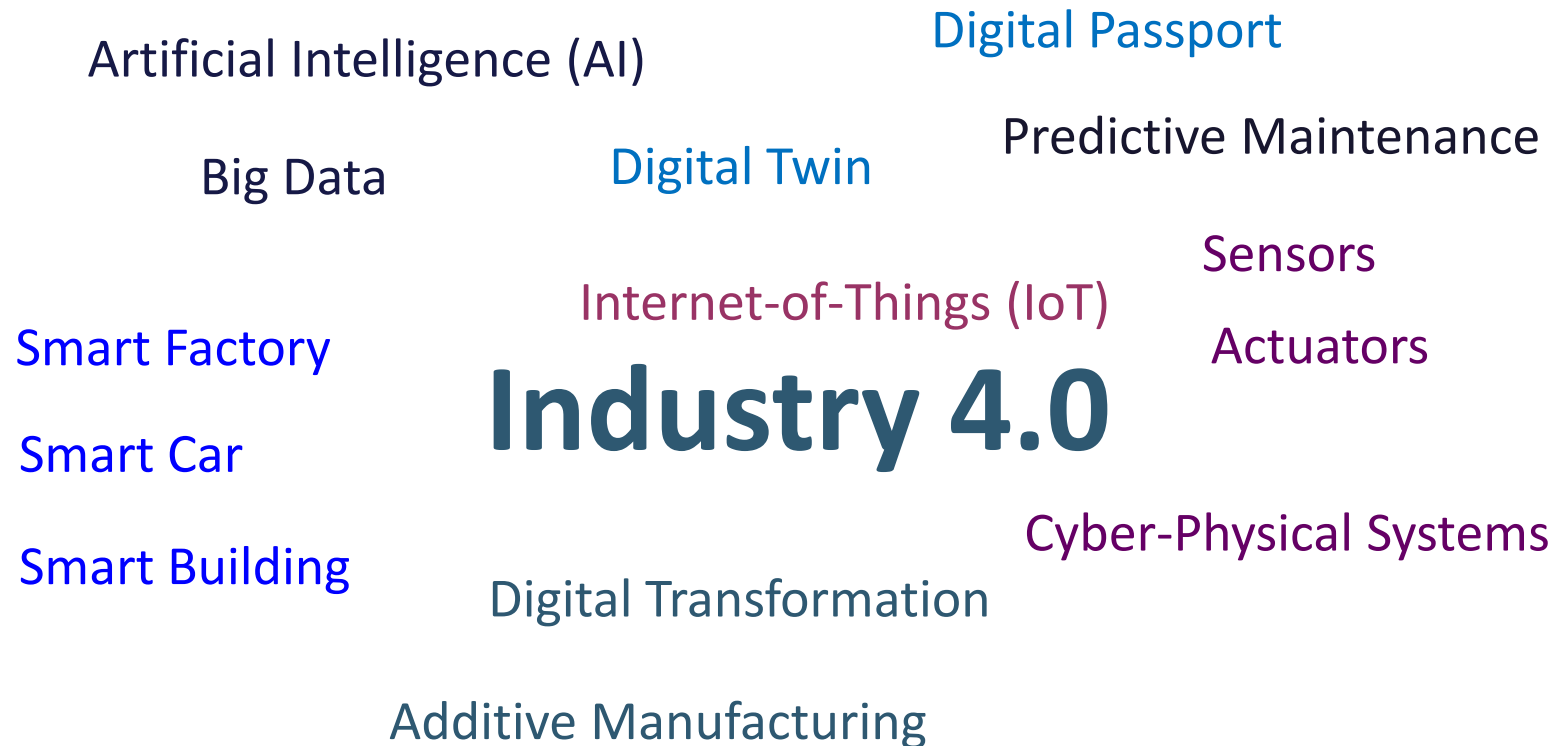 Digital Passport
Artificial Intelligence (AI)
Predictive Maintenance
Digital Twin
Big Data
Sensors
Internet-of-Things (IoT)
Smart Factory
Actuators
Industry 4.0
Smart Car
Cyber-Physical Systems
Smart Building
Digital Transformation
Additive Manufacturing